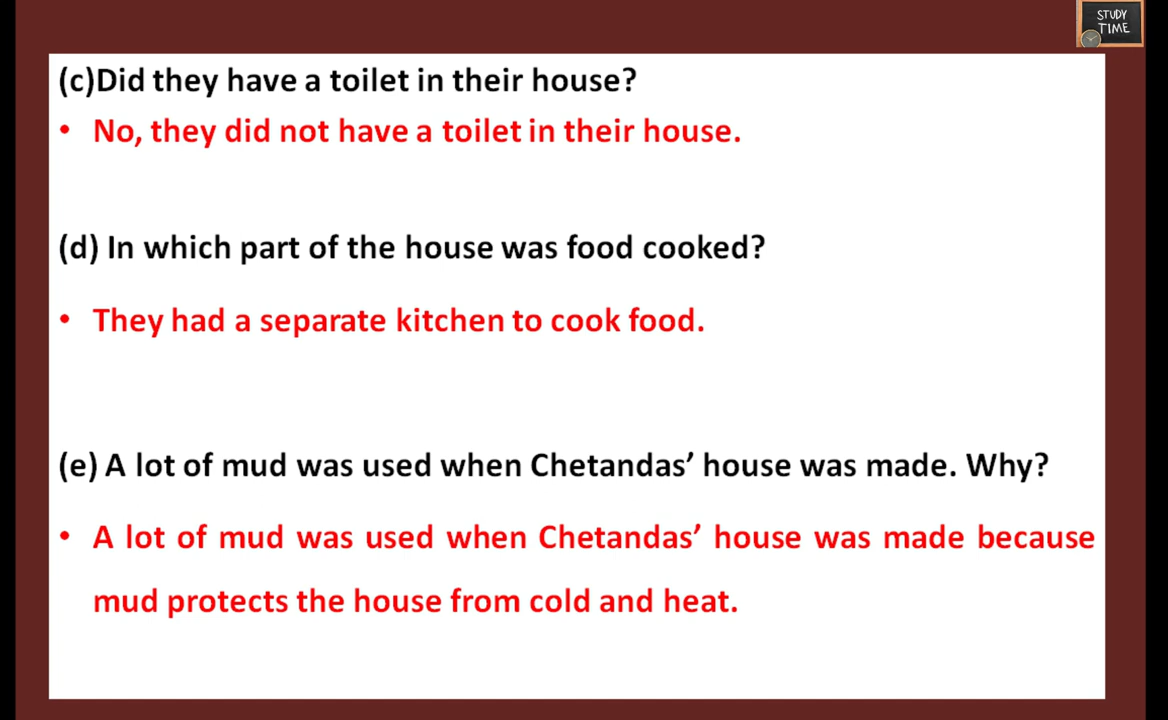 STUDY
TIME
(c)Did they have a toilet in their house?
• No, they did not have a toilet in their house.
(d) In which part of the house was food cooked?
• They had a separate kitchen to cook food.
(e) A lot of mud was used when Chetandas’ house was made. Why?
• A lot of mud was used when Chetandas’ house was made because
mud protects the house from cold and heat.